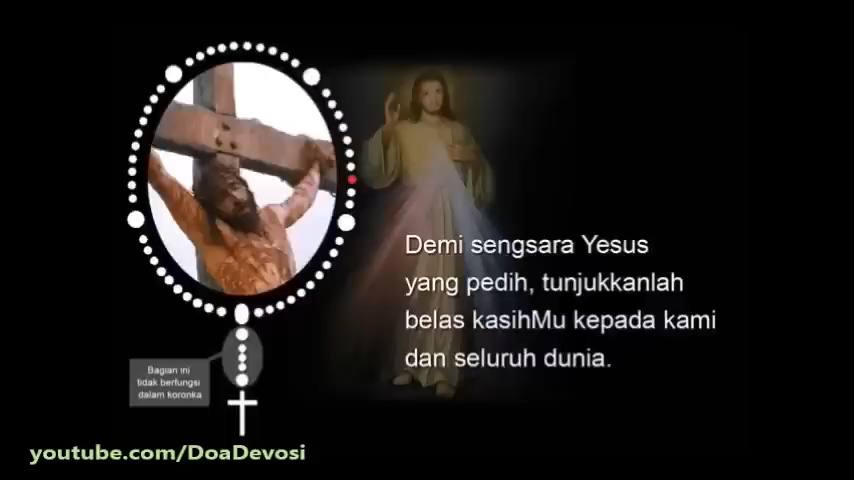 Demi sengsara Yesus
yang pedih, tunjukkanlah
belas kasihMu kepada kami
dan seluruh dunia.
Bagian ini
tidak berfungsi
dalam koronka
youtube.com/DoaDevosi